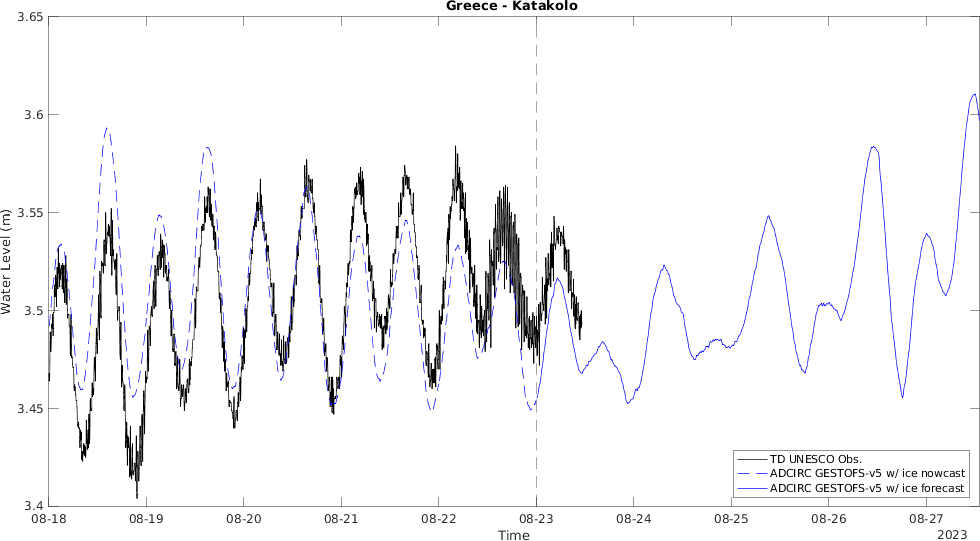 Greece - Katakolo
3.65
3.6
3.55
3.5
3.45
3.4
Water Level (m)
08-18 08-19 08-20 08-21 08-22 08-23 08-24 08-25 08-26 08-27
Time
2023
TD UNESCO Obs.
ADCIRC GESTOFS-v5 w/ ice nowcast
ADCIRC GESTOFS-v5 w/ ice forecast